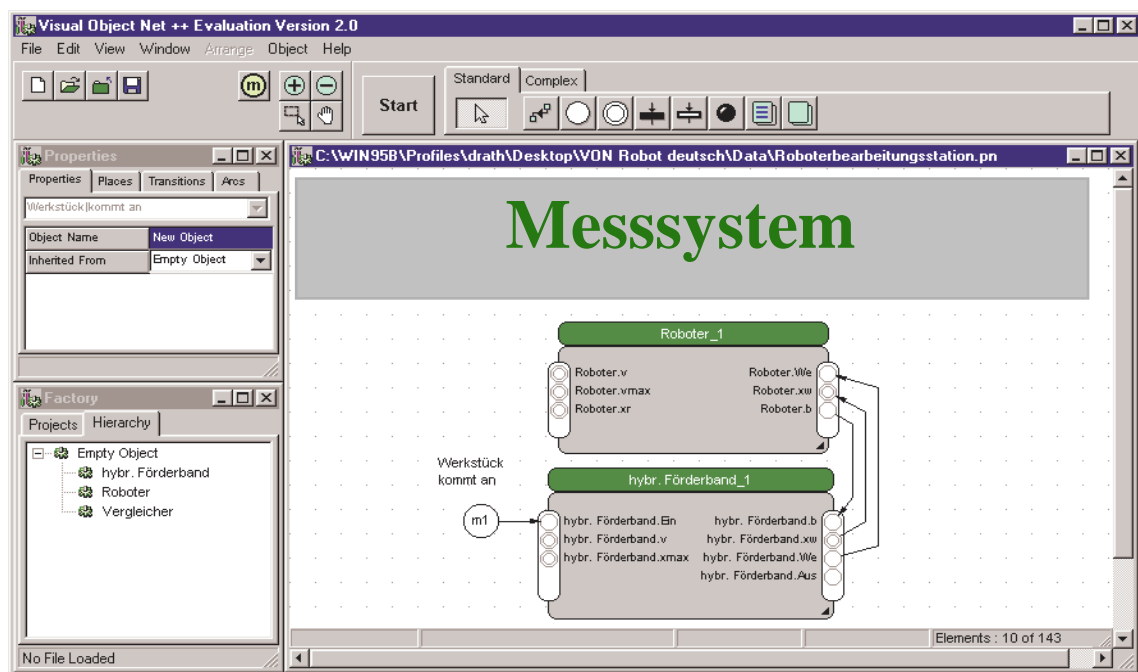 Visual Object Net ++ Evaluation Version 2.0
File Edit View Window Arrange Object Help
m
Start
Standard Complex
Properties
Properties Places Transitions Arcs
Werkstück|kommt an
Object Name New Object
Inherited From Empty Object
Factory
Projects Hierarchy
Empty Object
hybr. Förderband
Roboter
Vergleicher
No File Loaded
C:\WIN95B\Profiles\drath\Desktop\VON Robot deutsch\Data\Roboterbearbeitungsstation.pn
Messsystem
Roboter_1
Roboter.v Roboter.We
Roboter.vmax Roboter.xw
Roboter.xr Roboter.b
Werkstück
kommt an
m1
hybr. Förderband_1
hybr. Förderband.Ein hybr. Förderband.b
hybr. Förderband.v hybr. Förderband.xw
hybr. Förderband.xmax hybr. Förderband.We
hybr. Förderband.Aus
Elements : 10 of 143